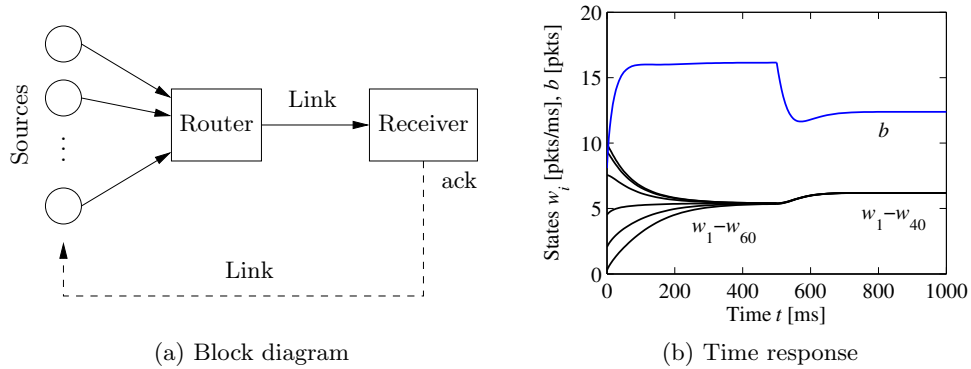 Sources
⋮
Router
Link
Receiver
ack
Link
(a) Block diagram
States w_i [pkts/ms], b [pkts]
20
15
10
5
0
b
w_1–w_60
w_1–w_40
0 200 400 600 800 1000
Time t [ms]
(b) Time response